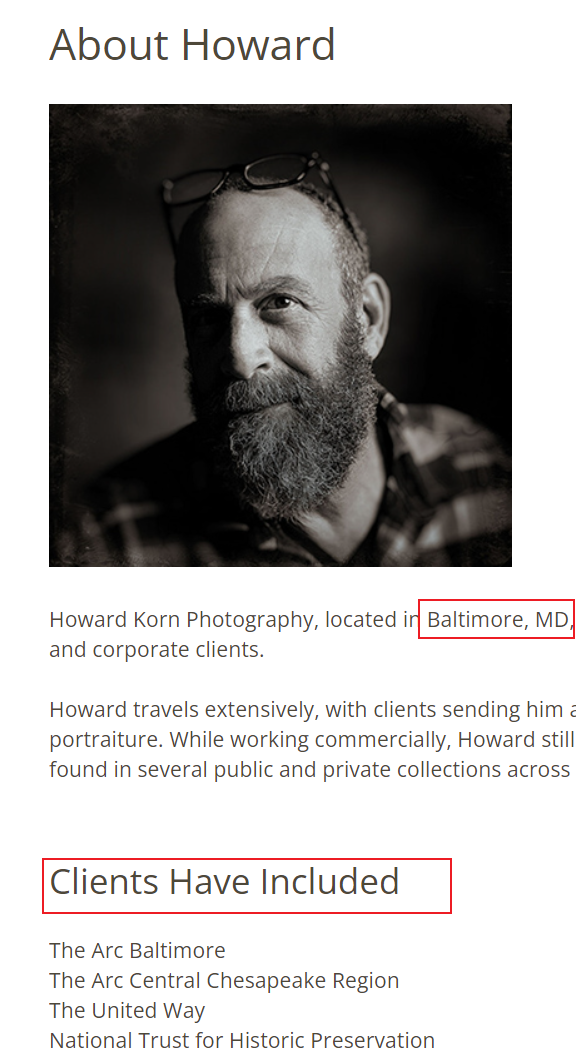 About Howard
Howard Korn Photography, located in Baltimore, MD,
and corporate clients.
Howard travels extensively, with clients sending him
portraiture. While working commercially, Howard still
found in several public and private collections across
Clients Have Included
The Arc Baltimore
The Arc Central Chesapeake Region
The United Way
National Trust for Historic Preservation